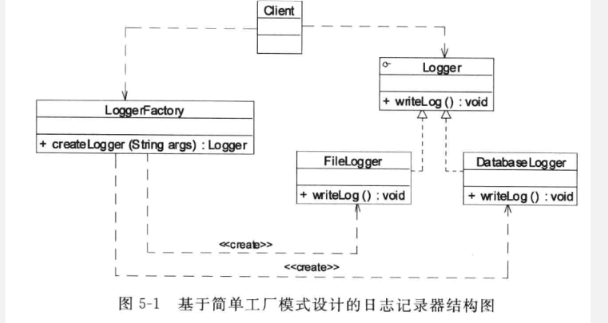 Client
Logger
+ writeLog () : void
LoggerFactory
+ createLogger (String args) : Logger
FileLogger
+ writeLog () : void
DatabaseLogger
+ writeLog () : void
<<create>>
<<create>>
图 5-1 基于简单工厂模式设计的日志记录器结构图